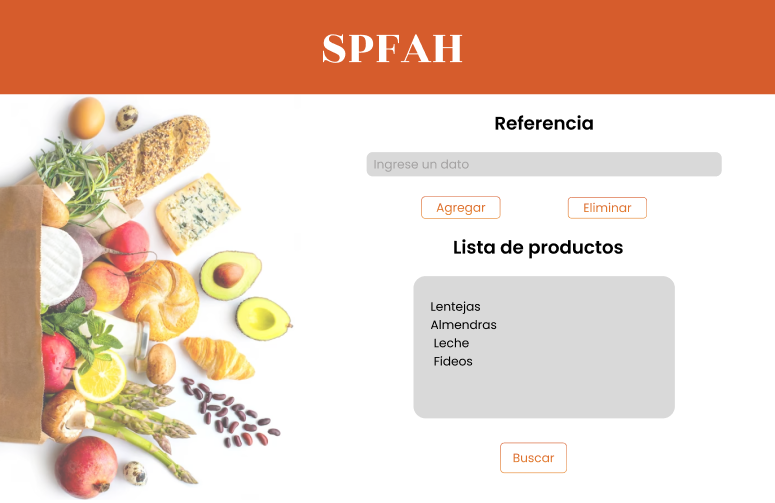 SPFAH
Referencia
Ingrese un dato
Agregar
Eliminar
Lista de productos
Lentejas
Almendras
Leche
Fideos
Buscar